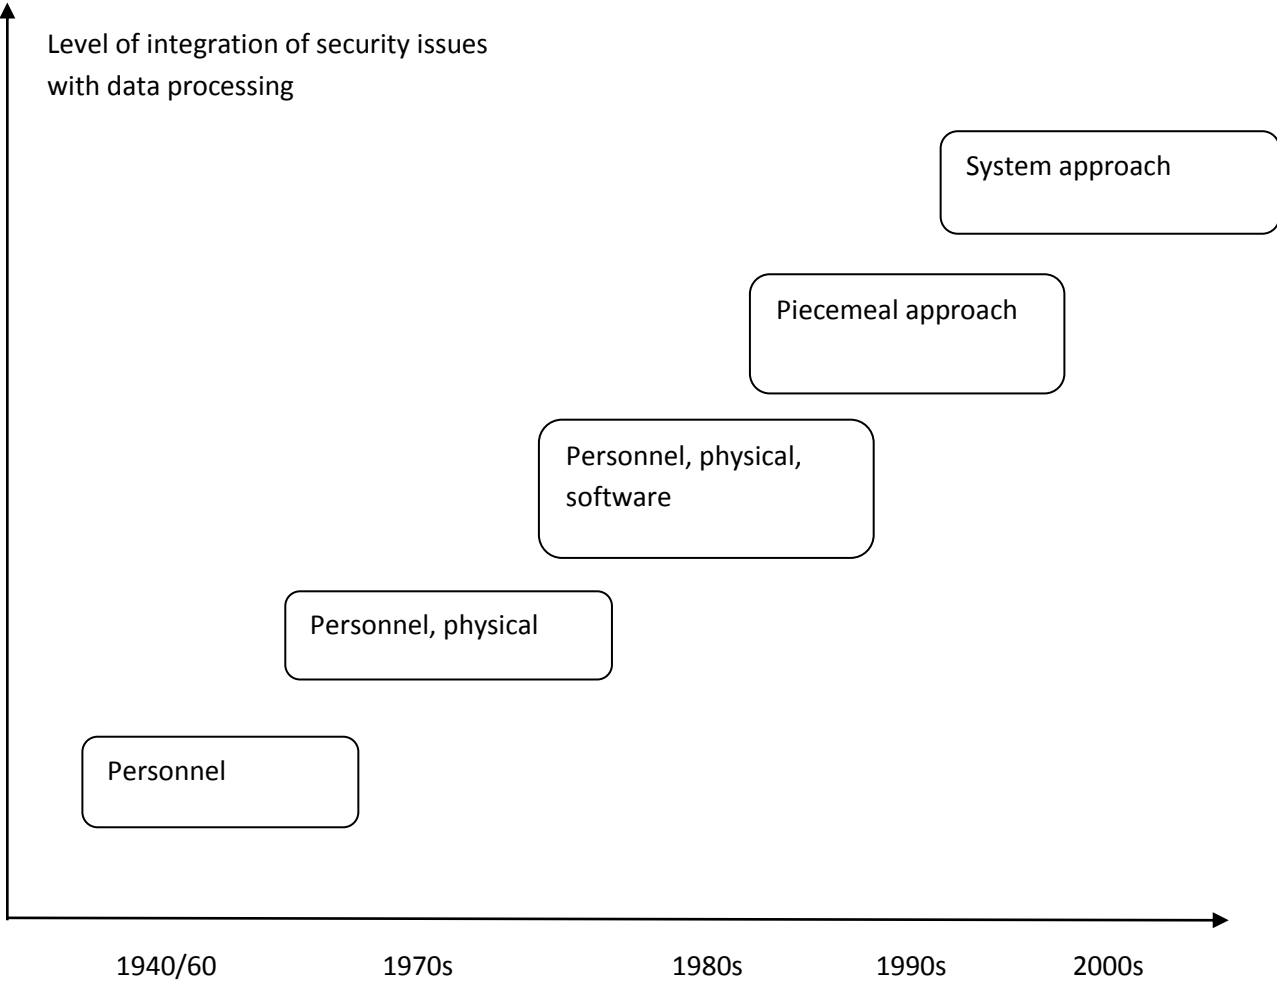 Level of integration of security issues
with data processing
System approach
Piecemeal approach
Personnel, physical,
software
Personnel, physical
Personnel
1940/60
1970s
1980s
1990s
2000s